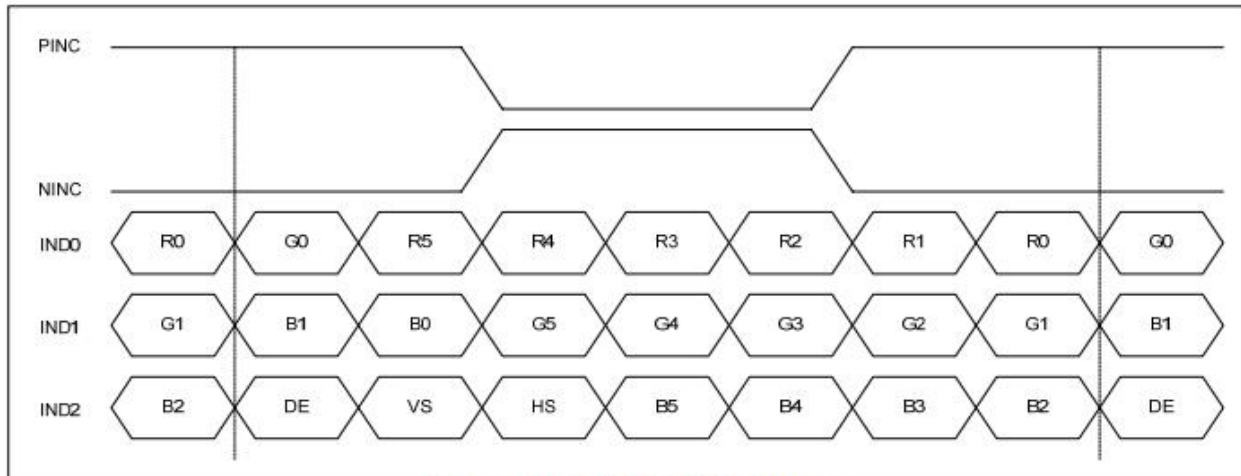 PINC
NINC
IND0 R0 G0 R5 R4 R3 R2 R1 R0 G0
IND1 G1 B1 B0 G5 G4 G3 G2 G1 B1
IND2 B2 DE VS HS B5 B4 B3 B2 DE